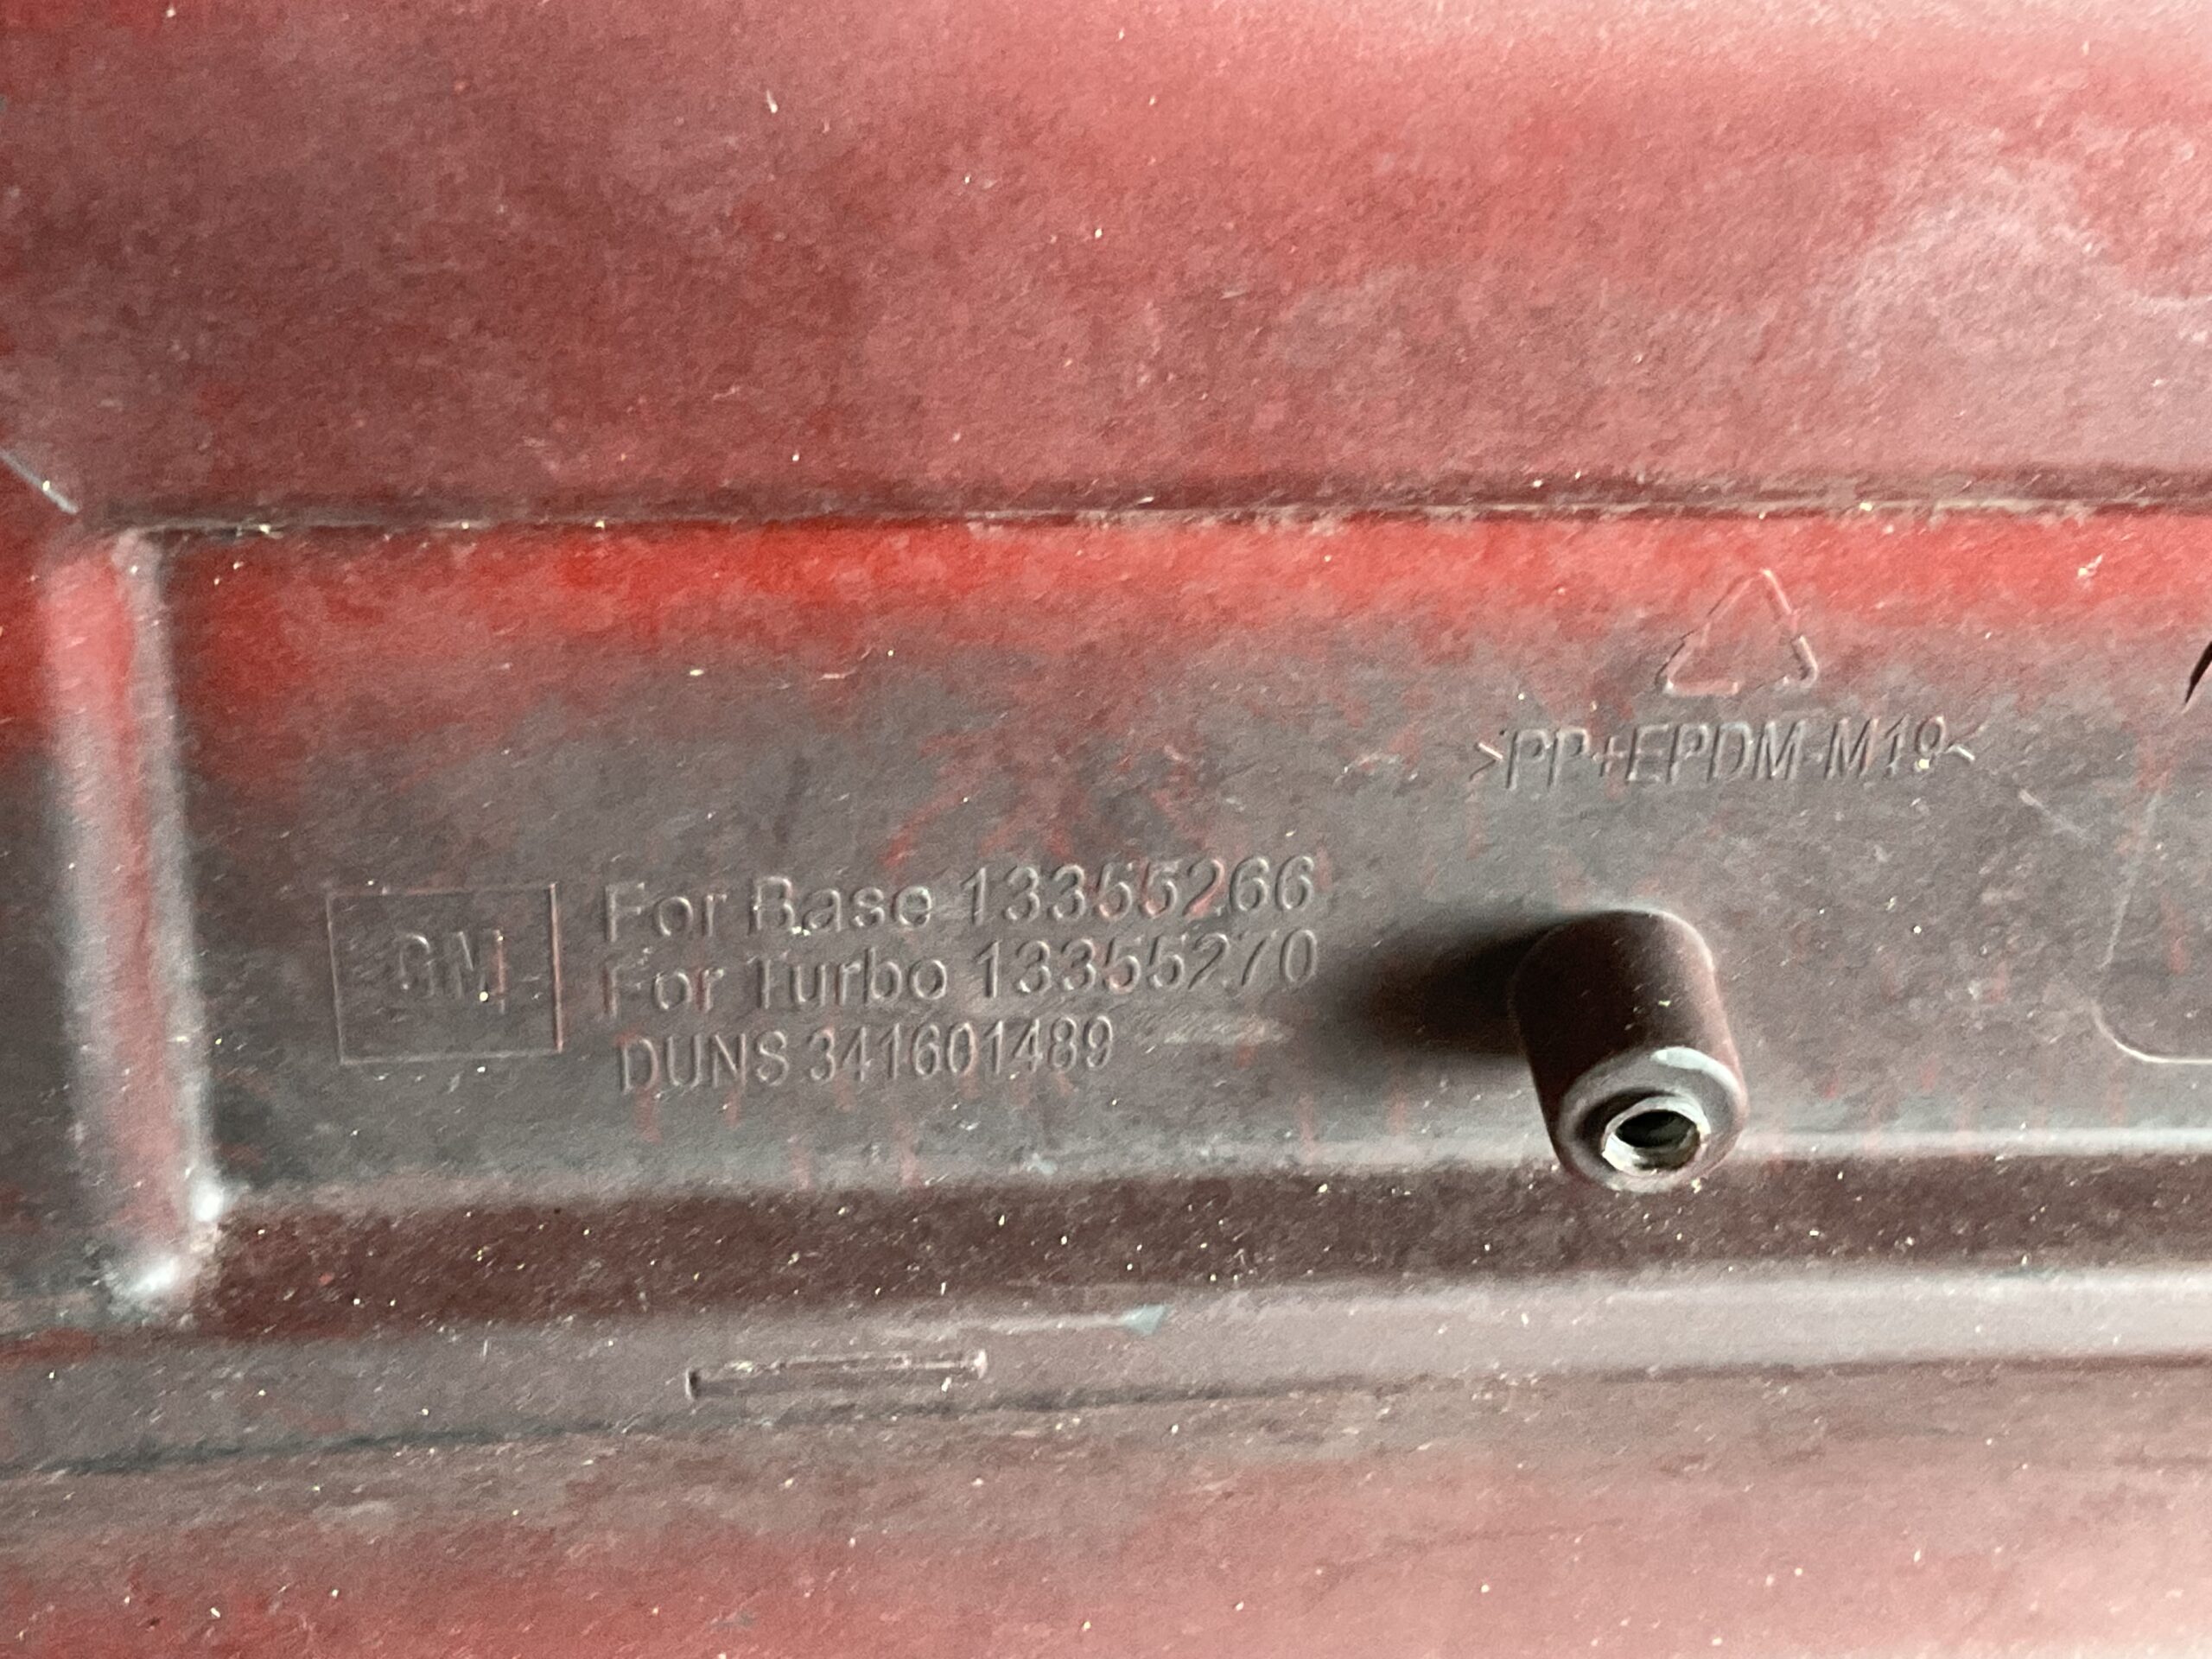 >PP+EPDM-M19<
GM
For Base 13355266
For Turbo 13355270
DUNS 341601489